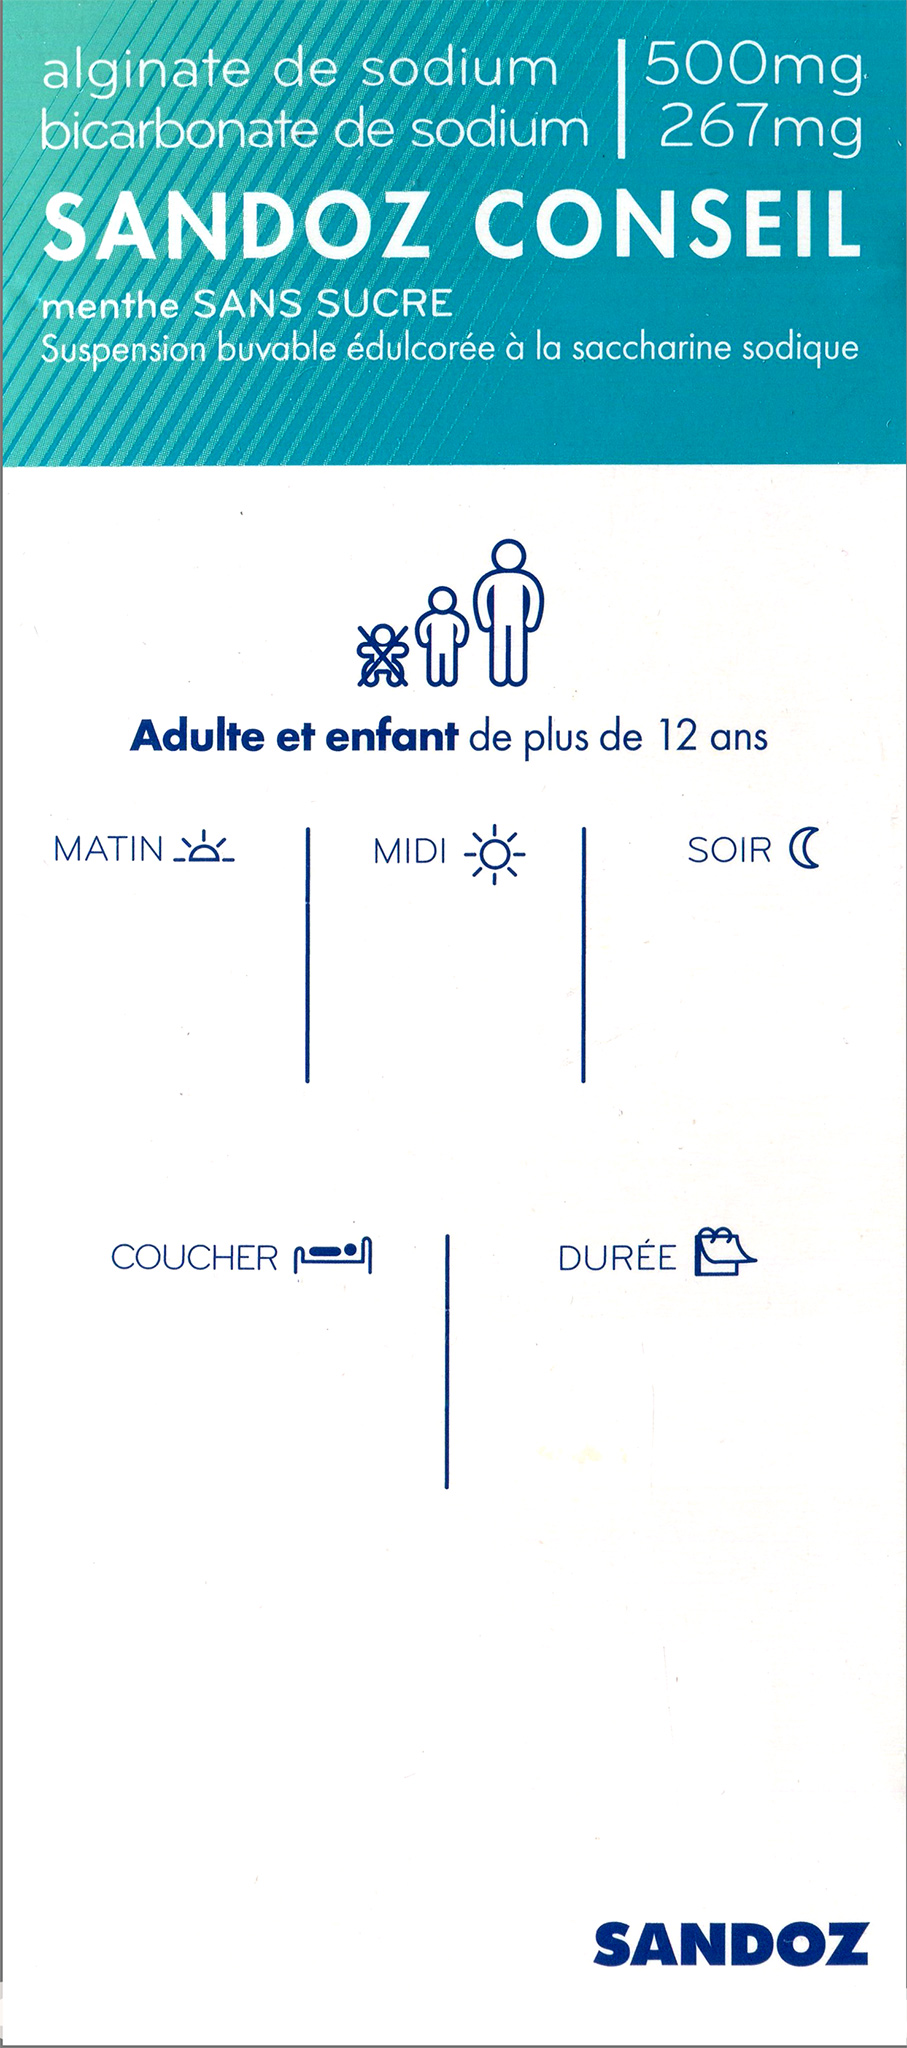 alginate de sodium | 500mg
bicarbonate de sodium | 267mg
SANDOZ CONSEIL
menthe SANS SUCRE
Suspension buvable édulcorée à la saccharine sodique
Adulte et enfant de plus de 12 ans
MATIN MIDI SOIR
COUCHER DURÉE
SANDOZ